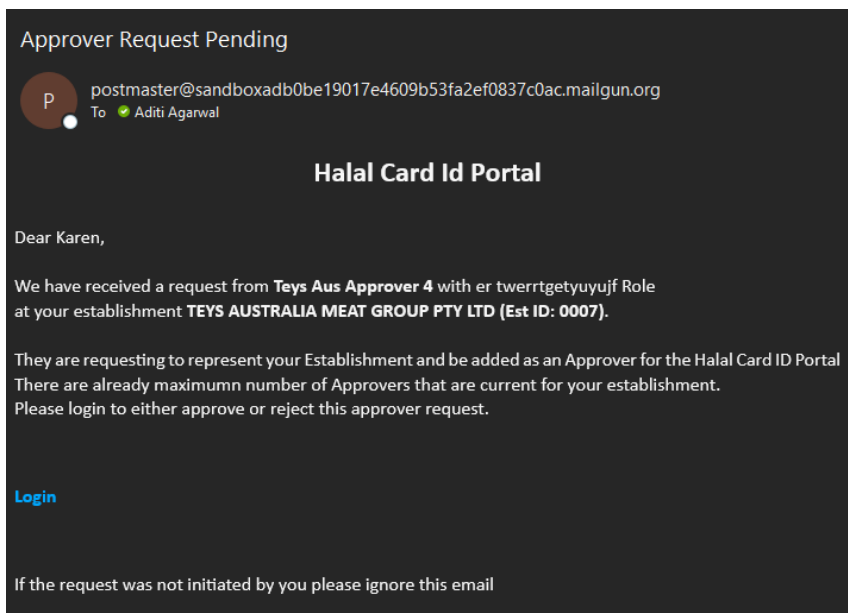 Approver Request Pending
P
postmaster@sandboxadb0be19017e4609b53fa2ef0837c0ac.mailgun.org
To Aditi Agarwal
Halal Card Id Portal
Dear Karen,
We have received a request from Teys Aus Approver 4 with er twerrtgetyuyujf Role
at your establishment TEYS AUSTRALIA MEAT GROUP PTY LTD (Est ID: 0007).
They are requesting to represent your Establishment and be added as an Approver for the Halal Card ID Portal
There are already maximumn number of Approvers that are current for your establishment.
Please login to either approve or reject this approver request.
Login
If the request was not initiated by you please ignore this email